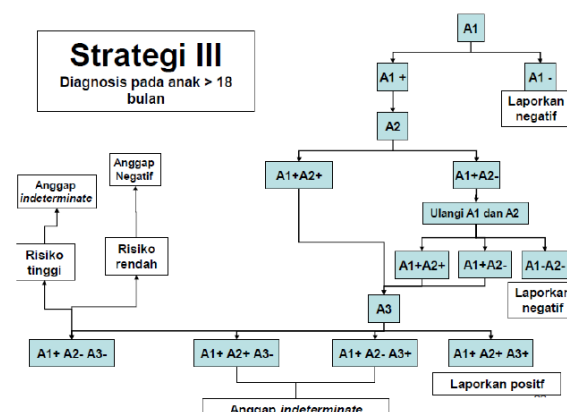 Strategi III
Diagnosis pada anak > 18
bulan
A1
A1 +
A1 -
Laporkan
negatif
A2
A1+A2+
A1+A2-
Ulangi A1 dan A2
A1+A2+
A1+A2-
A1-A2-
Laporkan
negatif
Anggap
Negatif
Anggap
indeterminate
Risiko
tinggi
Risiko
rendah
A3
A1+ A2- A3-
A1+ A2+ A3-
A1+ A2- A3+
A1+ A2+ A3+
Laporkan positf
Anggap indeterminate